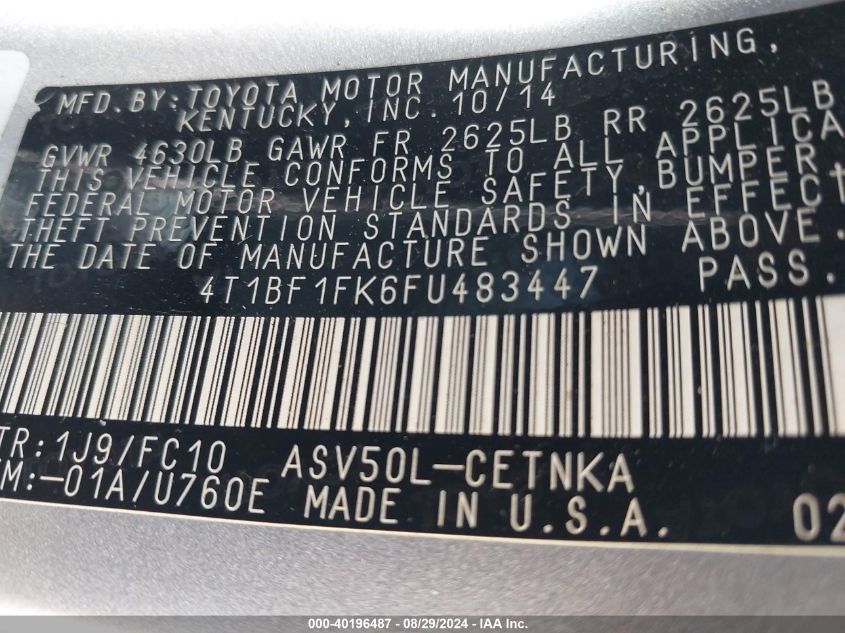 MFD.BY:TOYOTA MOTOR MANUFACTURING,
KENTUCKY,INC.10/14
GVWR 4630LB GAWR FR 2625LB RR 2625LB
THIS VEHICLE CONFORMS TO ALL APPLICA
FEDERAL MOTOR VEHICLE SAFETY,BUMPER,
THEFT PREVENTION STANDARDS IN EFFECT
THE DATE OF MANUFACTURE SHOWN ABOVE.
4T1BF1FK6FU483447 PASS.
TR:1J9/FC10 ASV50L-CETNKA
M:-01A/U760E MADE IN U.S.A. 02
000-40196487 - 08/29/2024 - IAA Inc.